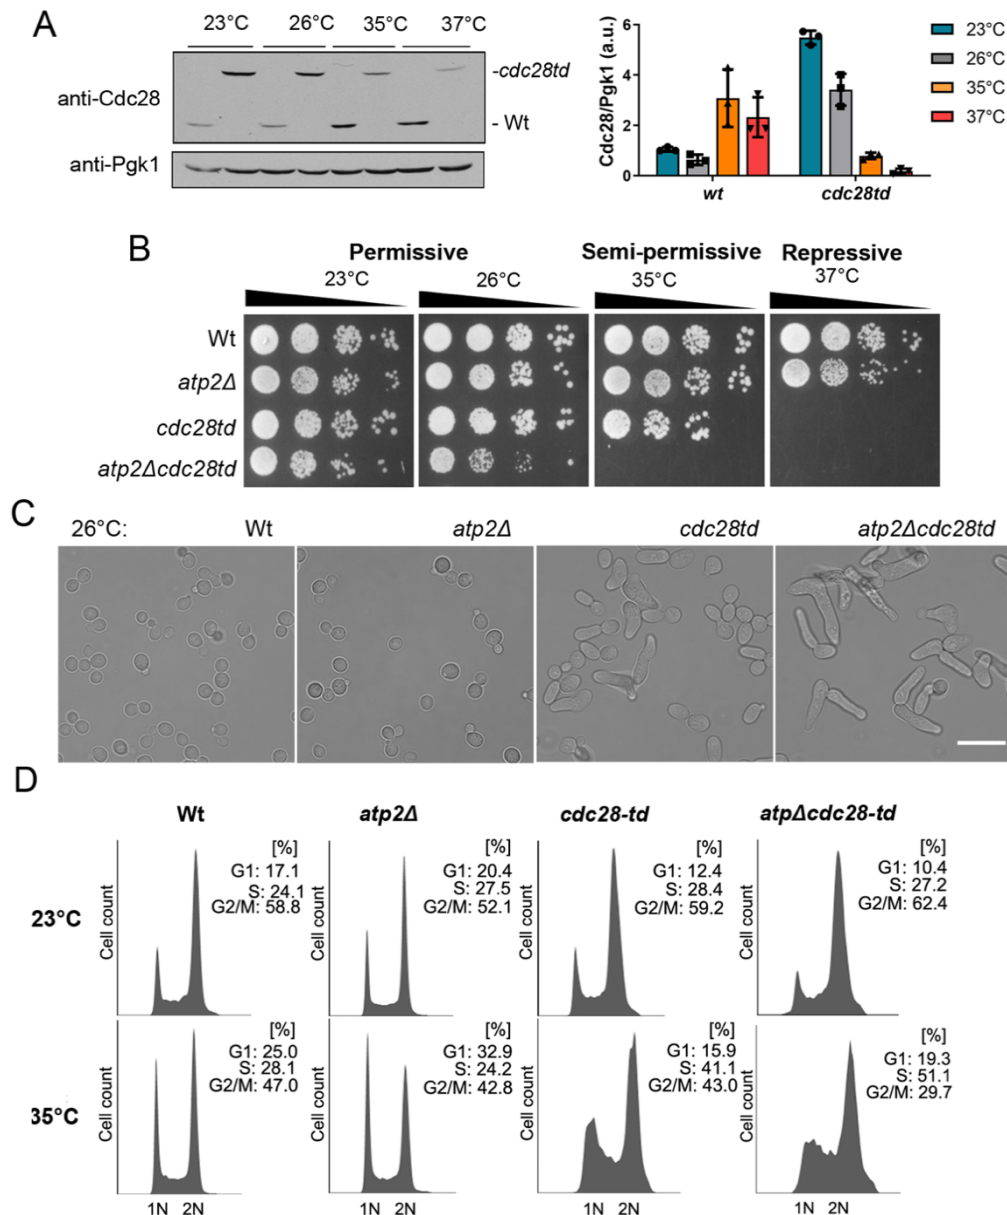 A
23°C 26°C 35°C 37°C
anti-Cdc28
-cdc28td
- Wt
anti-Pgk1
Cdc28/Pgk1 (a.u.)
6
4
2
0
wt cdc28td
23°C
26°C
35°C
37°C
B
Permissive Semi-permissive Repressive
23°C 26°C 35°C 37°C
Wt
atp2Δ
cdc28td
atp2Δcdc28td
C
26°C: Wt atp2Δ cdc28td atp2Δcdc28td
D
Wt atp2Δ cdc28-td atpΔcdc28-td
23°C
Cell count
[%]
G1: 17.1
S: 24.1
G2/M: 58.8
Cell count
[%]
G1: 20.4
S: 27.5
G2/M: 52.1
Cell count
[%]
G1: 12.4
S: 28.4
G2/M: 59.2
Cell count
[%]
G1: 10.4
S: 27.2
G2/M: 62.4
35°C
Cell count
[%]
G1: 25.0
S: 28.1
G2/M: 47.0
Cell count
[%]
G1: 32.9
S: 24.2
G2/M: 42.8
Cell count
[%]
G1: 15.9
S: 41.1
G2/M: 43.0
Cell count
[%]
G1: 19.3
S: 51.1
G2/M: 29.7
1N 2N 1N 2N 1N 2N 1N 2N